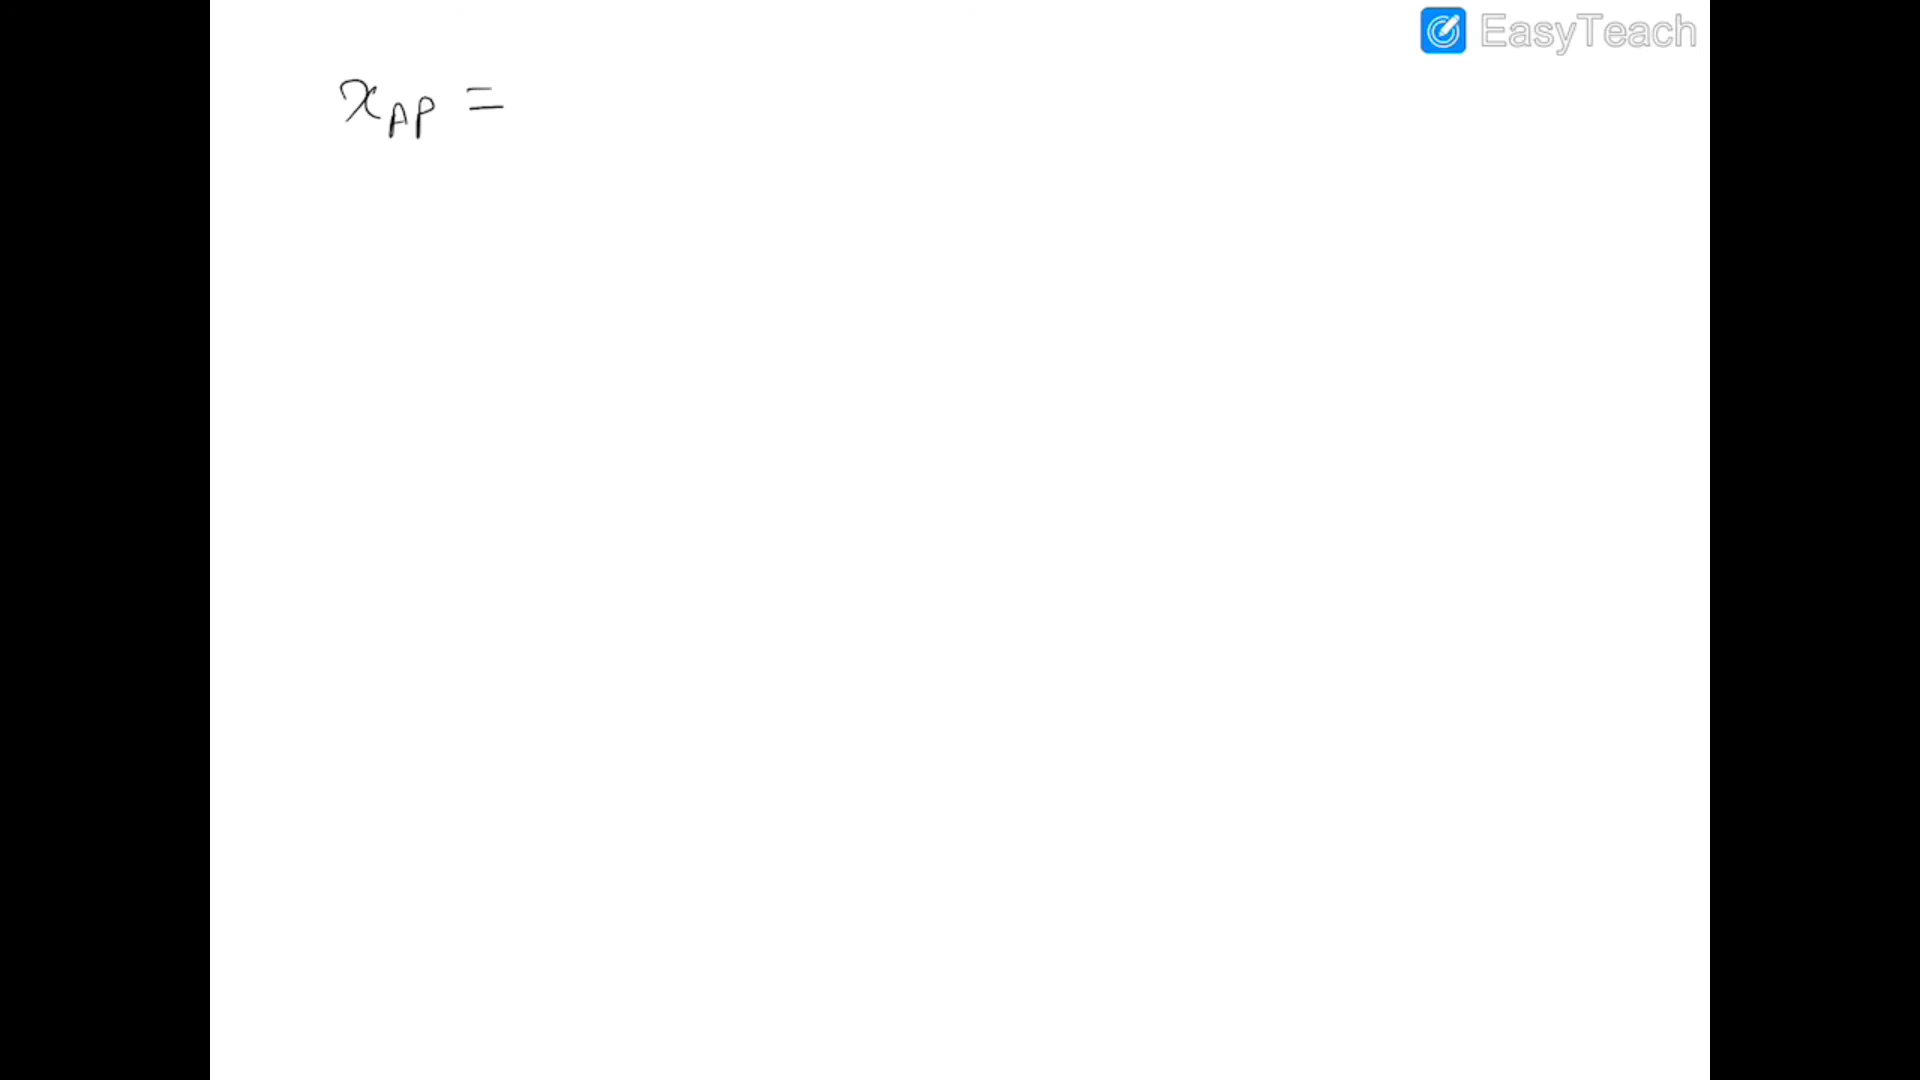 EasyTeach
x_AP =